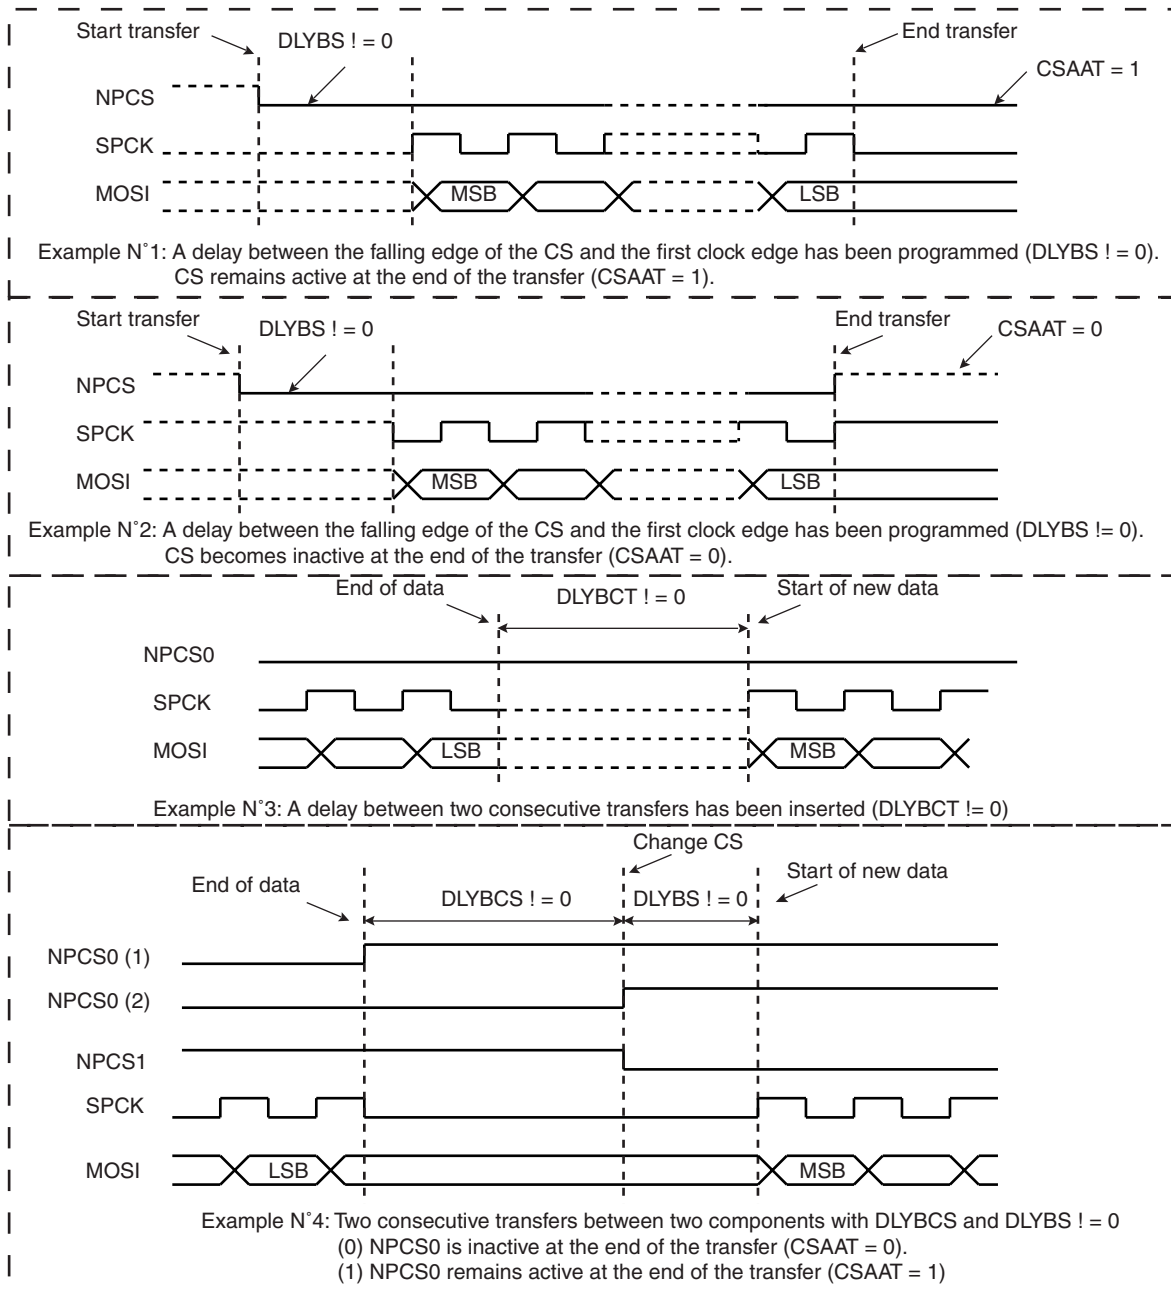 Start transfer
DLYBS ! = 0
End transfer
CSAAT = 1
NPCS
SPCK
MOSI
MSB
LSB
Example N°1: A delay between the falling edge of the CS and the first clock edge has been programmed (DLYBS ! = 0).
CS remains active at the end of the transfer (CSAAT = 1).
Start transfer
DLYBS ! = 0
End transfer
CSAAT = 0
NPCS
SPCK
MOSI
MSB
LSB
Example N°2: A delay between the falling edge of the CS and the first clock edge has been programmed (DLYBS != 0).
CS becomes inactive at the end of the transfer (CSAAT = 0).
End of data
DLYBCT ! = 0
Start of new data
NPCS0
SPCK
MOSI
LSB
MSB
Example N°3: A delay between two consecutive transfers has been inserted (DLYBCT != 0)
Change CS
End of data
DLYBCS ! = 0
DLYBS ! = 0
Start of new data
NPCS0 (1)
NPCS0 (2)
NPCS1
SPCK
MOSI
LSB
MSB
Example N°4: Two consecutive transfers between two components with DLYBCS and DLYBS ! = 0
(0) NPCS0 is inactive at the end of the transfer (CSAAT = 0).
(1) NPCS0 remains active at the end of the transfer (CSAAT = 1)